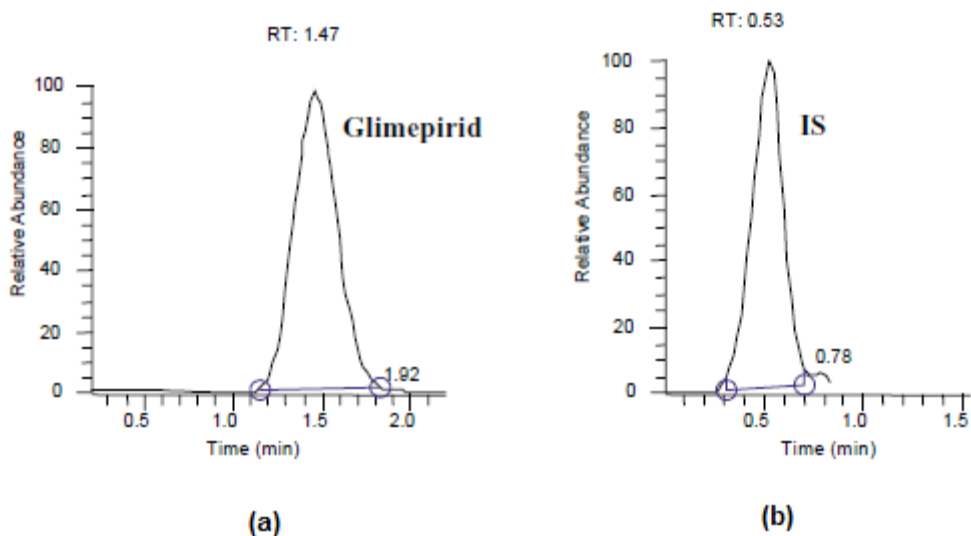 RT: 1.47
100
80
60
40
20
0
Relative Abundance
Glimepirid
1.92
0.5
1.0
1.5
2.0
Time (min)
(a)
RT: 0.53
100
80
60
40
20
0
Relative Abundance
IS
0.78
0.5
1.0
1.5
Time (min)
(b)